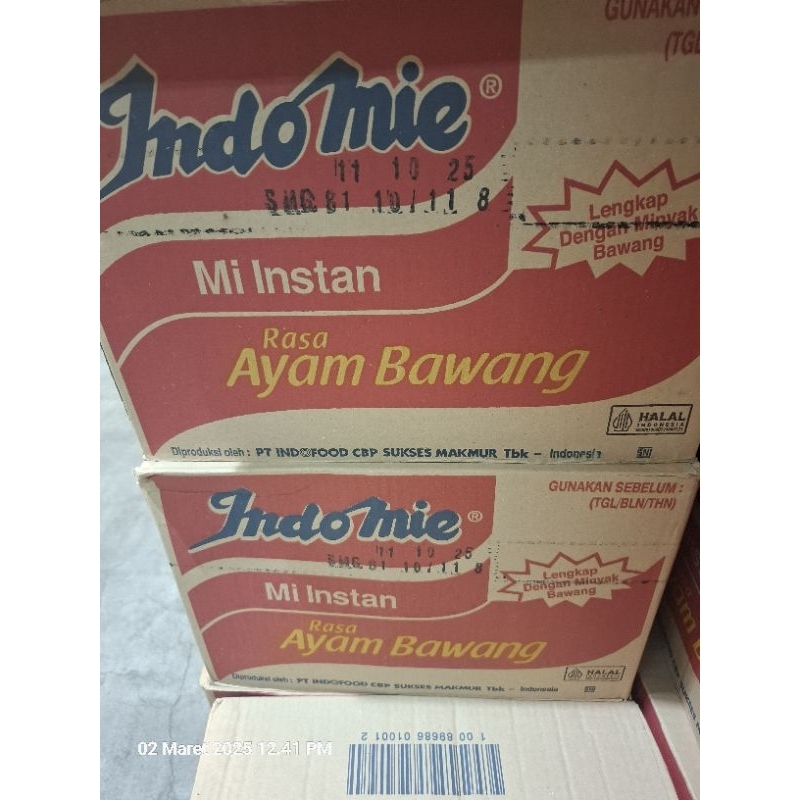 GUNAKAN
(TGL
Indomie®
11 10 25
SMG 81 10/11 8
Lengkap
Dengan Minyak
Bawang
Mi Instan
Rasa
Ayam Bawang
HALAL
INDONESIA
Diproduksi oleh : PT INDOFOOD CBP SUKSES MAKMUR Tbk – Indonesia
SNI
Indomie®
GUNAKAN SEBELUM :
(TGL/BLN/THN)
11 10 25
SMG 81 10/11 8
Lengkap
Dengan Minyak
Bawang
Mi Instan
Rasa
Ayam Bawang
HALAL
INDONESIA
Diproduksi oleh : PT INDOFOOD CBP SUKSES MAKMUR Tbk – Indonesia
SNI
1 00 89686 01001 2
02 Maret 2025 12.41 PM